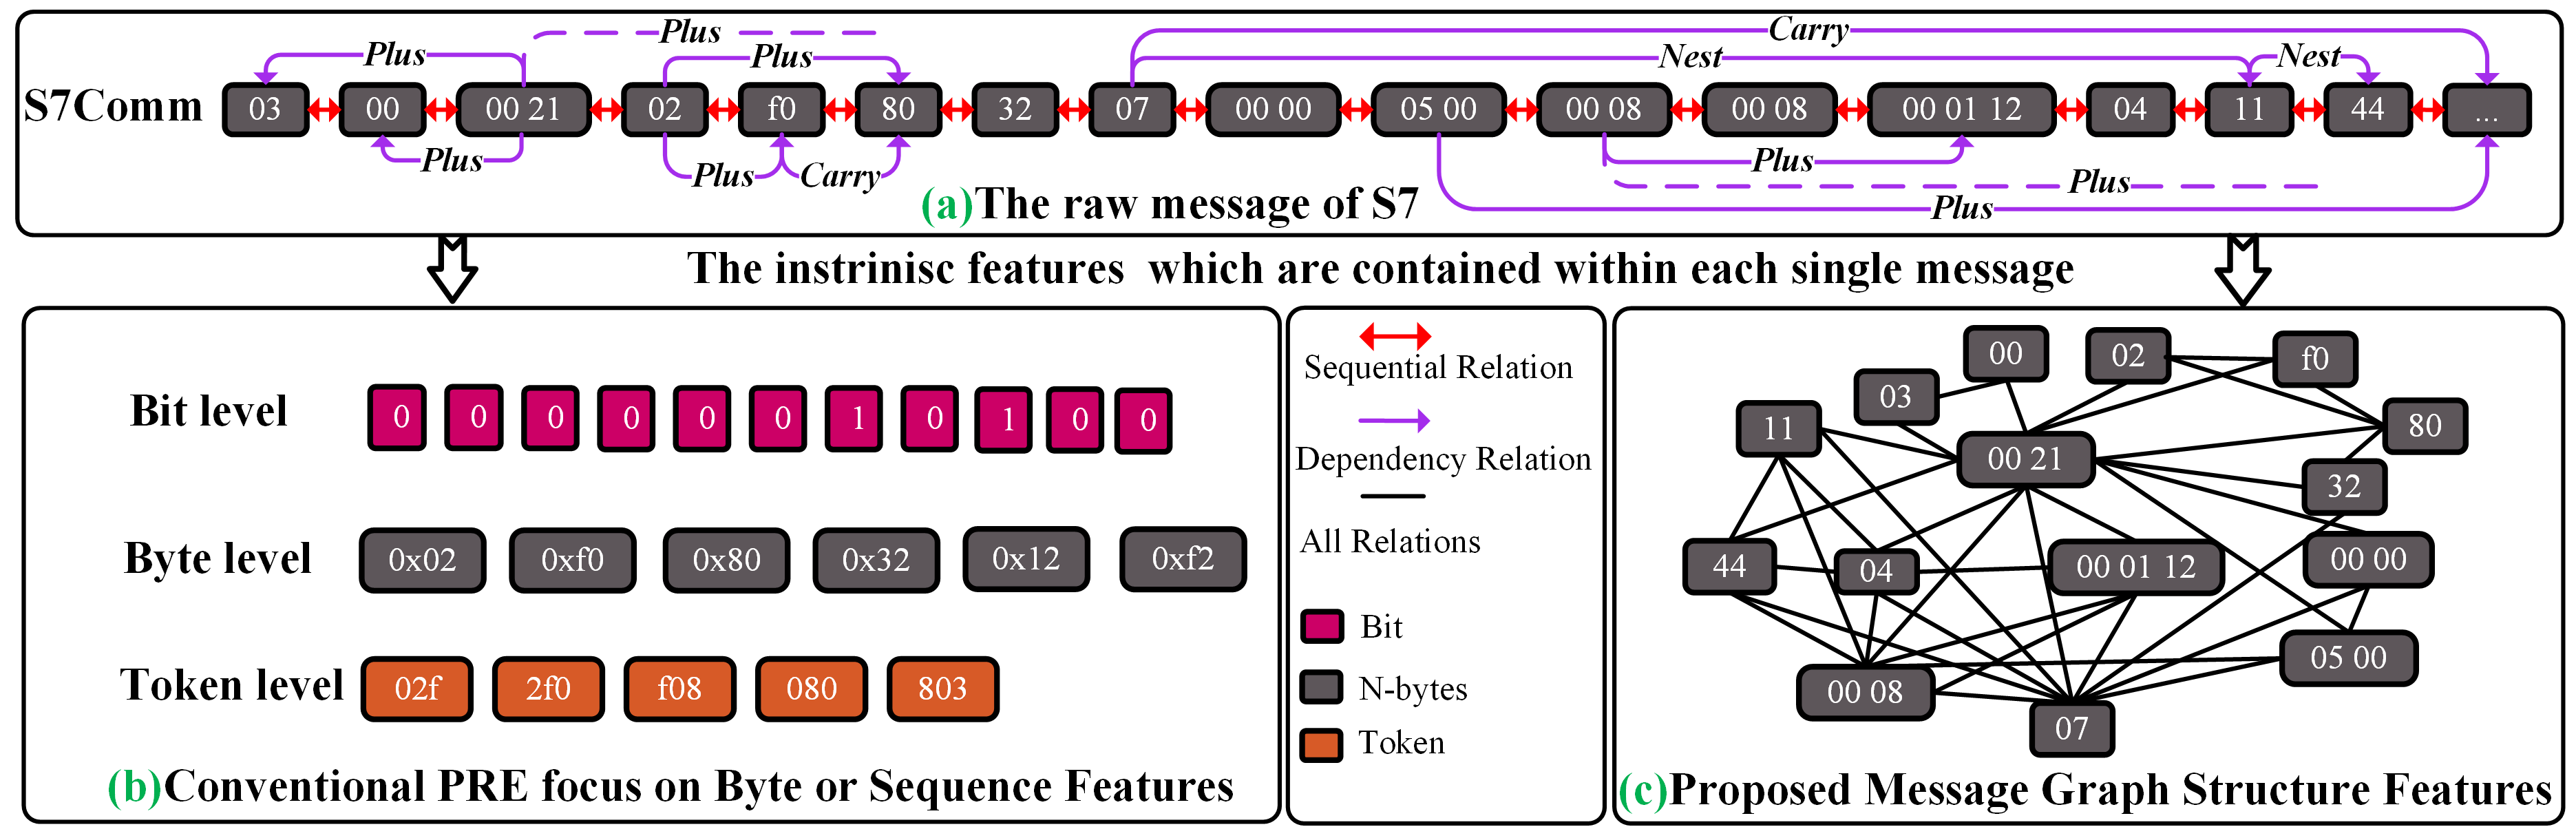 Plus Carry
Plus Plus Nest Nest
S7Comm 03 00 00 21 02 f0 80 32 07 00 00 05 00 00 08 00 08 00 01 12 04 11 44 ...
Plus Plus Carry Plus Plus
Plus
(a)The raw message of S7
The instrinisc features which are contained within each single message
Bit level 0 0 0 0 0 0 1 0 1 0 0
Byte level 0x02 0xf0 0x80 0x32 0x12 0xf2
Token level 02f 2f0 f08 080 803
(b)Conventional PRE focus on Byte or Sequence Features
Sequential Relation
Dependency Relation
All Relations
Bit
N-bytes
Token
00 02 f0
03
11 80
00 21
32
44 04 00 01 12 00 00
05 00
00 08
07
(c)Proposed Message Graph Structure Features